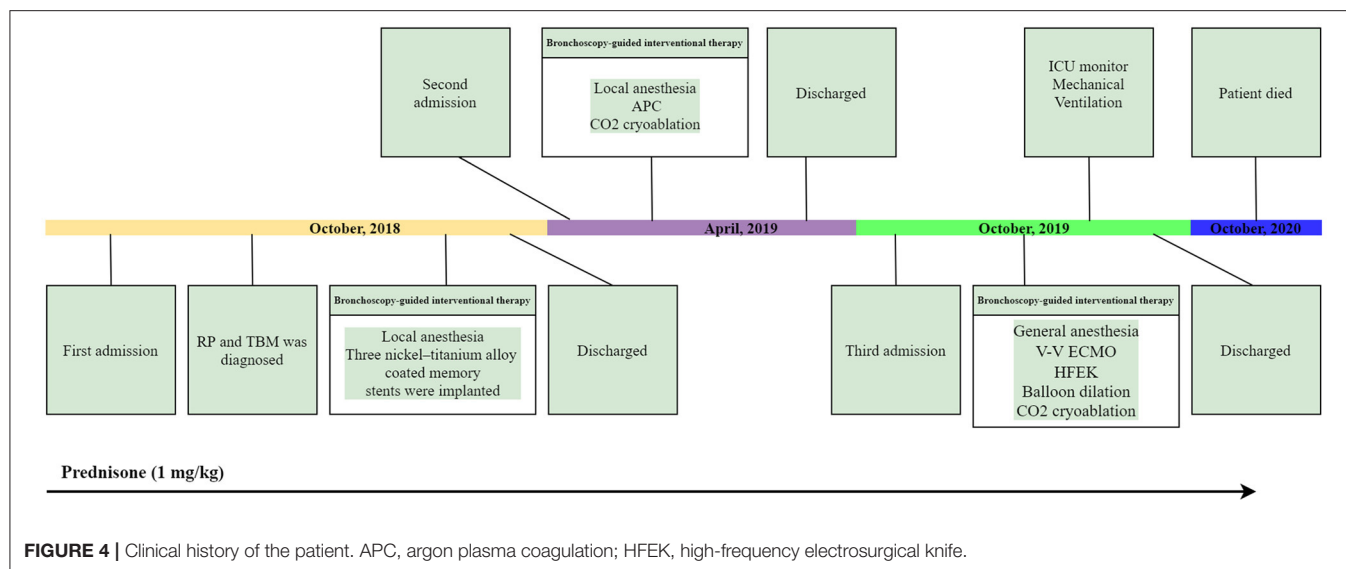 Second
admission
Bronchoscopy-guided interventional therapy
Local anesthesia
APC
CO2 cryoablation
Discharged
ICU monitor
Mechanical
Ventilation
Patient died
October, 2018
April, 2019
October, 2019
October, 2020
First admission
RP and TBM was
diagnosed
Bronchoscopy-guided interventional therapy
Local anesthesia
Three nickel–titanium alloy
coated memory
stents were implanted
Discharged
Third admission
Bronchoscopy-guided interventional therapy
General anesthesia
V-V ECMO
HFEK
Balloon dilation
CO2 cryoablation
Discharged
Prednisone (1 mg/kg)
FIGURE 4 | Clinical history of the patient. APC, argon plasma coagulation; HFEK, high-frequency electrosurgical knife.